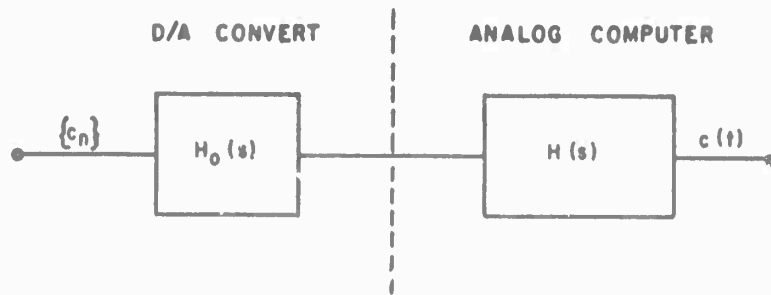 D/A CONVERT
ANALOG COMPUTER
{cn}
H₀(s)
H(s)
c(t)